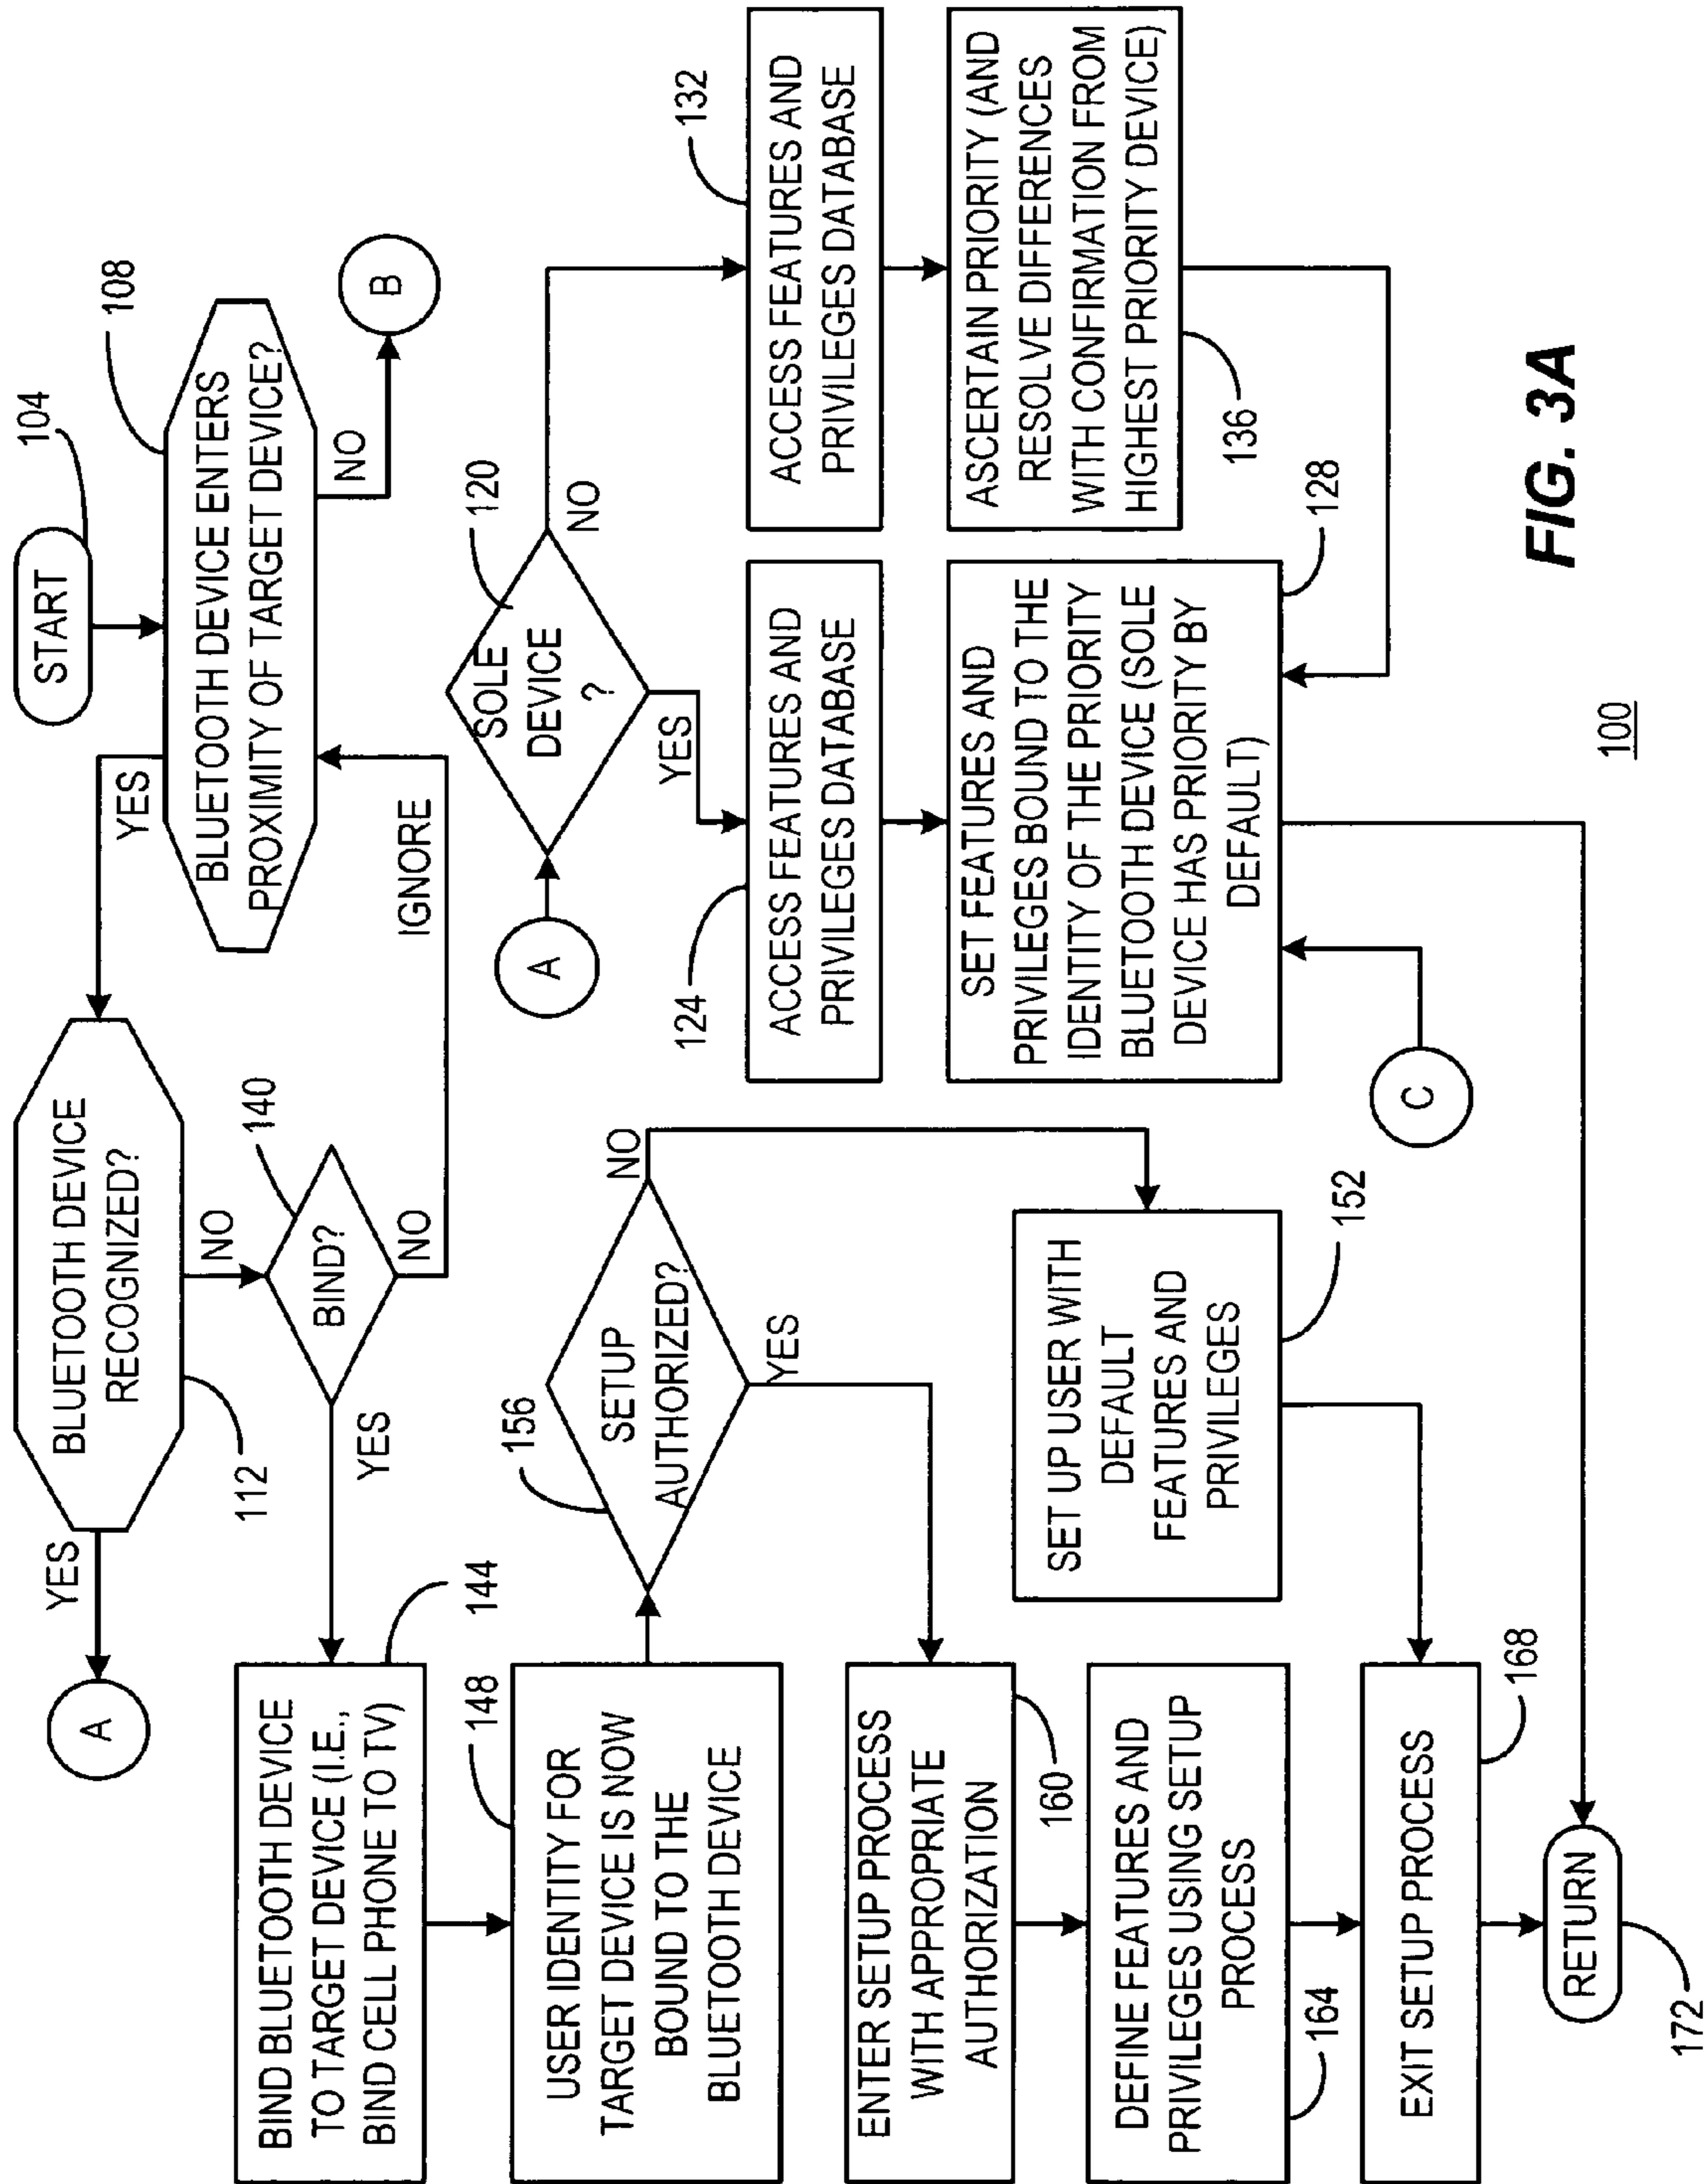 START
104
BLUETOOTH DEVICE ENTERS
PROXIMITY OF TARGET DEVICE?
108
YES
NO
B
BLUETOOTH DEVICE
RECOGNIZED?
112
YES
A
NO
BIND?
140
NO
IGNORE
YES
BIND BLUETOOTH DEVICE
TO TARGET DEVICE (I.E.,
BIND CELL PHONE TO TV)
144
148
USER IDENTITY FOR
TARGET DEVICE IS NOW
BOUND TO THE
BLUETOOTH DEVICE
156
SETUP
AUTHORIZED?
NO
YES
SET UP USER WITH
DEFAULT
FEATURES AND
PRIVILEGES
152
ENTER SETUP PROCESS
WITH APPROPRIATE
AUTHORIZATION
160
DEFINE FEATURES AND
PRIVILEGES USING SETUP
PROCESS
164
EXIT SETUP PROCESS
168
RETURN
172
A
SOLE
DEVICE
?
120
NO
YES
124
ACCESS FEATURES AND
PRIVILEGES DATABASE
132
ACCESS FEATURES AND
PRIVILEGES DATABASE
SET FEATURES AND
PRIVILEGES BOUND TO THE
IDENTITY OF THE PRIORITY
BLUETOOTH DEVICE (SOLE
DEVICE HAS PRIORITY BY
DEFAULT)
128
ASCERTAIN PRIORITY (AND
RESOLVE DIFFERENCES
WITH CONFIRMATION FROM
HIGHEST PRIORITY DEVICE)
136
C
100
FIG. 3A